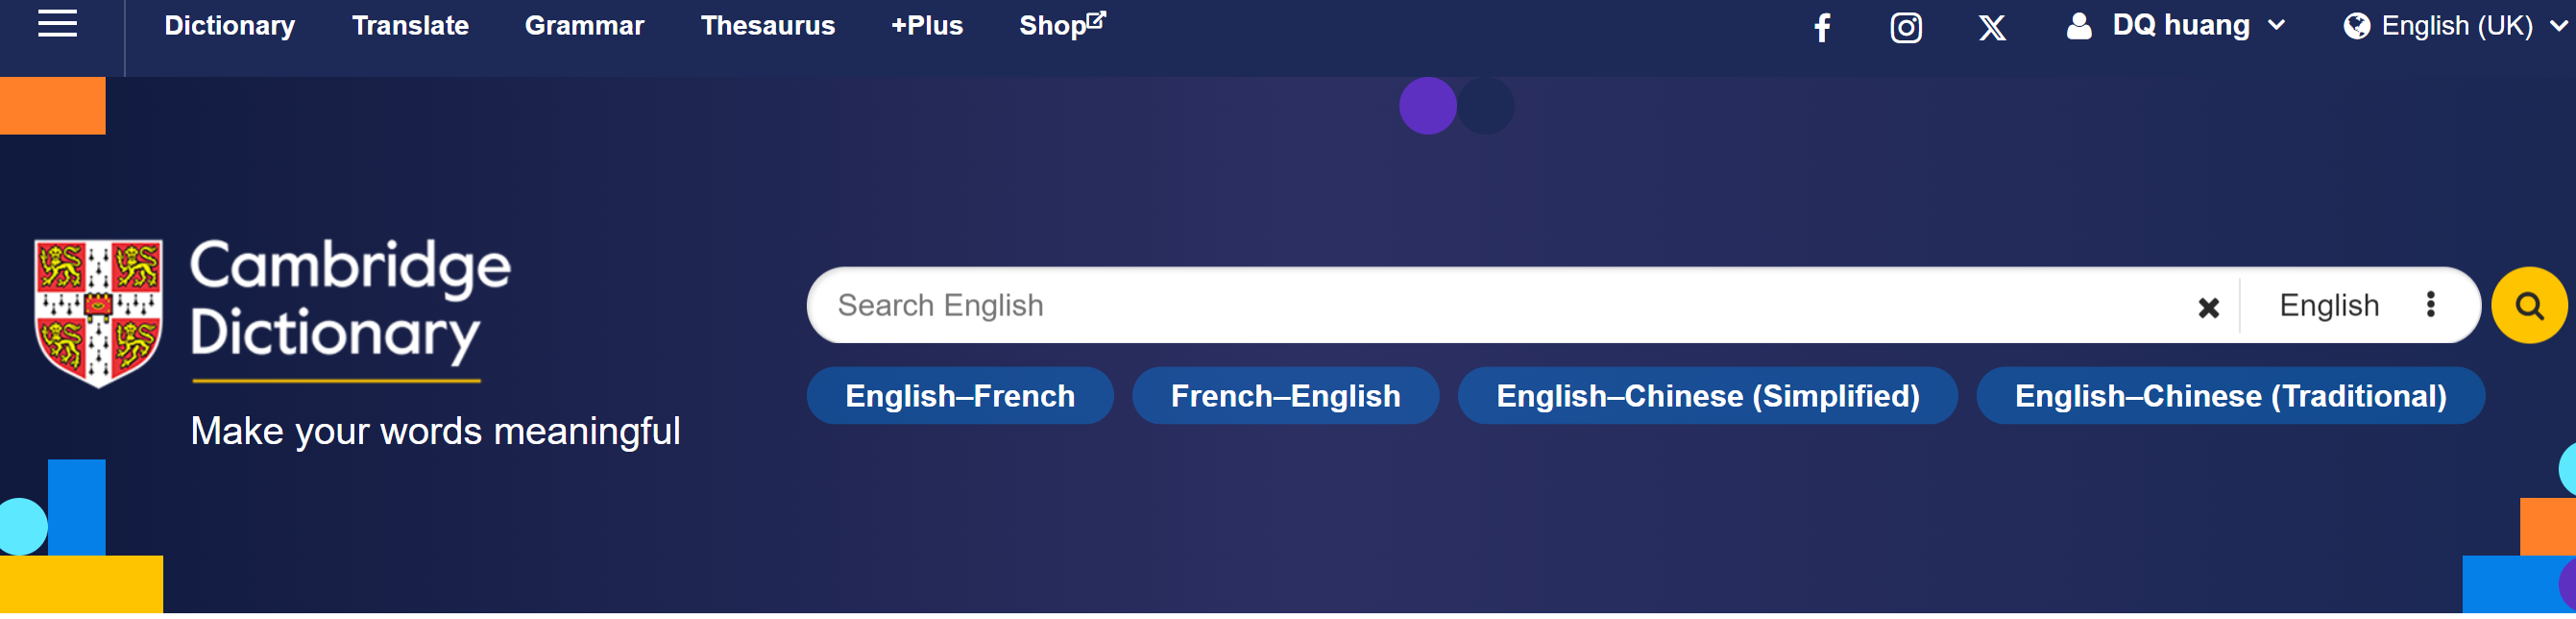 Dictionary Translate Grammar Thesaurus +Plus Shop DQ huang English (UK)
Cambridge
Dictionary
Make your words meaningful
Search English English
English–French French–English English–Chinese (Simplified) English–Chinese (Traditional)